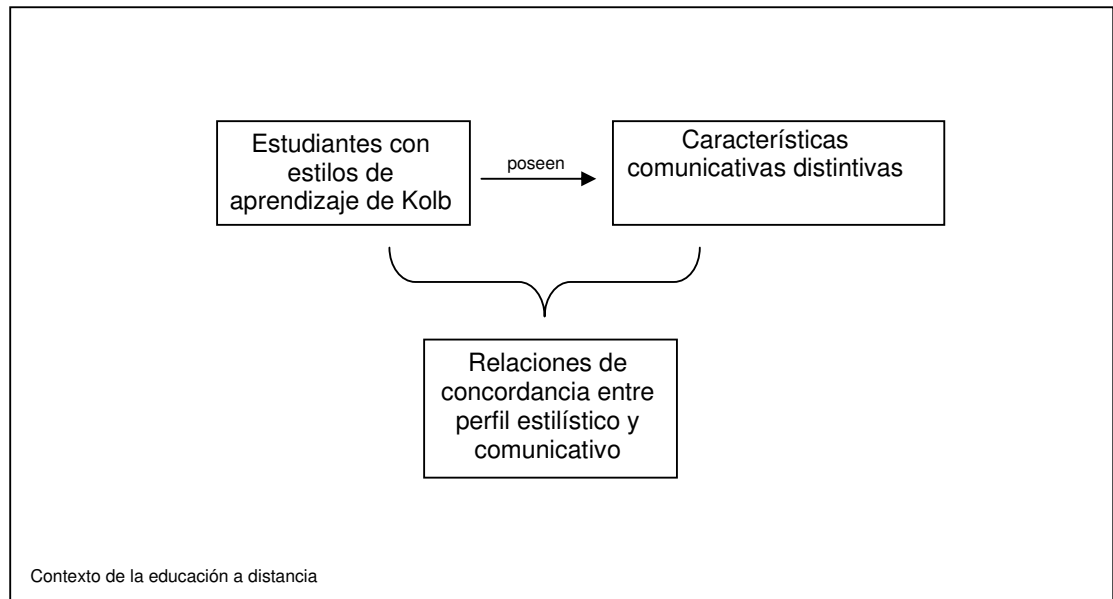 Estudiantes con
estilos de
aprendizaje de Kolb
poseen
Características
comunicativas distintivas
Relaciones de
concordancia entre
perfil estilístico y
comunicativo
Contexto de la educación a distancia